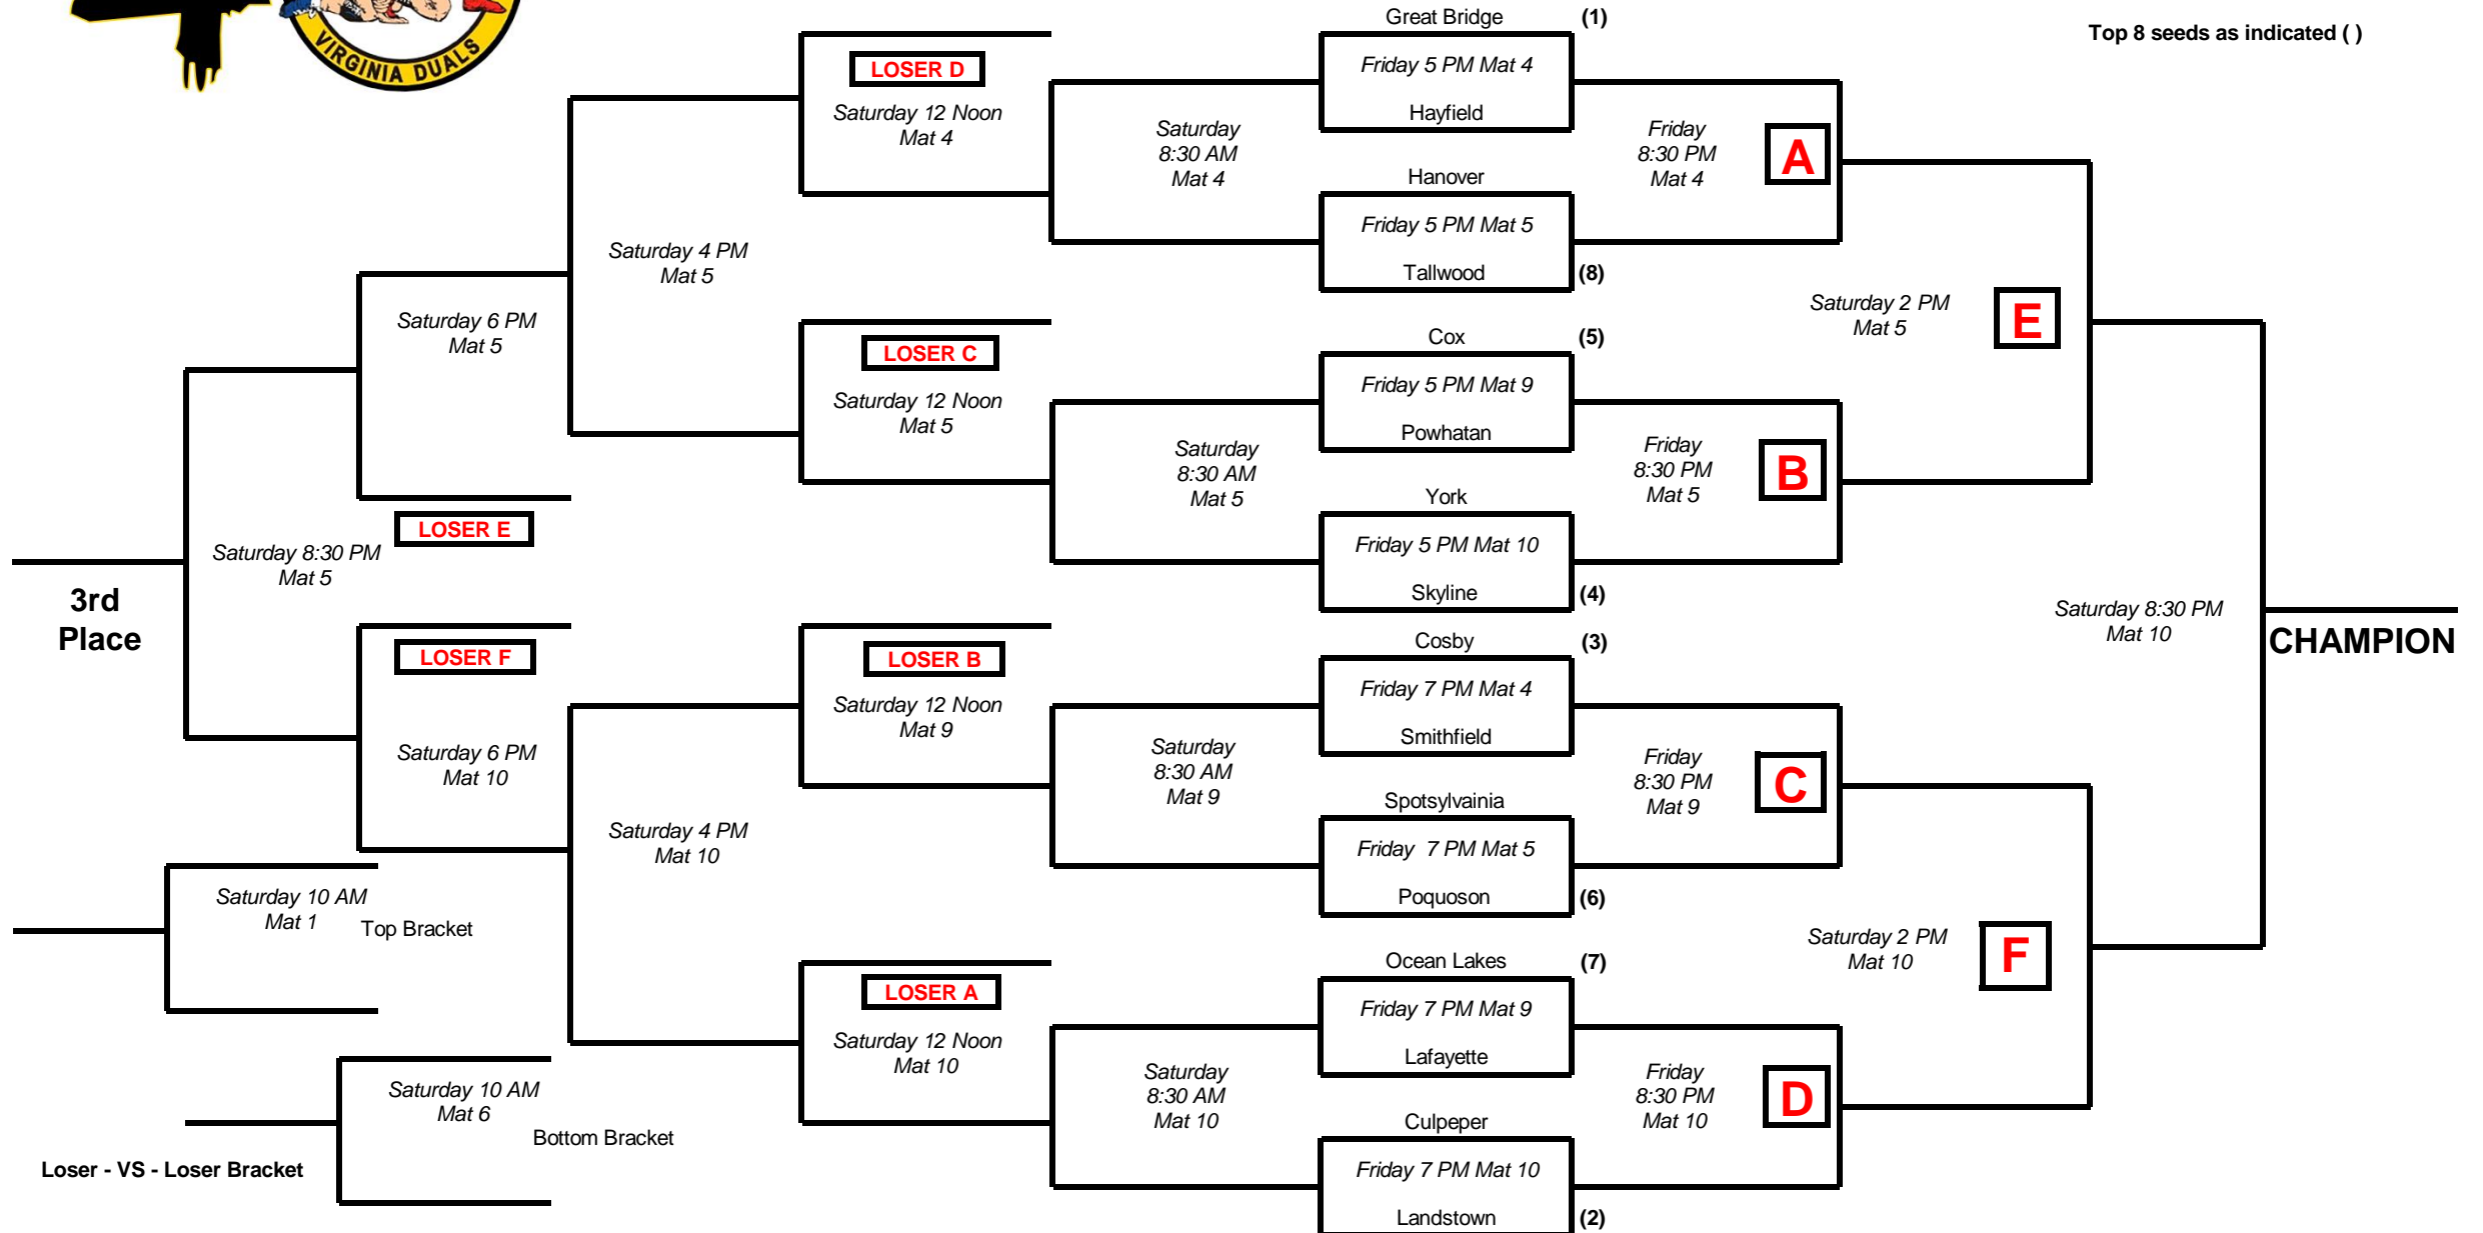 VIRGINIA DUALS
Top 8 seeds as indicated ( )
Great Bridge (1)
Friday 5 PM Mat 4
Hayfield
Hanover
Friday 5 PM Mat 5
Tallwood (8)
Cox (5)
Friday 5 PM Mat 9
Powhatan
York
Friday 5 PM Mat 10
Skyline (4)
Cosby (3)
Friday 7 PM Mat 4
Smithfield
Spotsylvainia
Friday 7 PM Mat 5
Poquoson (6)
Ocean Lakes (7)
Friday 7 PM Mat 9
Lafayette
Culpeper
Friday 7 PM Mat 10
Landstown (2)
Friday
8:30 PM
Mat 4
A
Friday
8:30 PM
Mat 5
B
Friday
8:30 PM
Mat 9
C
Friday
8:30 PM
Mat 10
D
Saturday 2 PM
Mat 5
E
Saturday 2 PM
Mat 10
F
Saturday 8:30 PM
Mat 10
CHAMPION
Saturday
8:30 AM
Mat 4
Saturday
8:30 AM
Mat 5
Saturday
8:30 AM
Mat 9
Saturday
8:30 AM
Mat 10
LOSER D
Saturday 12 Noon
Mat 4
LOSER C
Saturday 12 Noon
Mat 5
LOSER B
Saturday 12 Noon
Mat 9
LOSER A
Saturday 12 Noon
Mat 10
Saturday 4 PM
Mat 5
Saturday 4 PM
Mat 10
Saturday 6 PM
Mat 5
LOSER E
LOSER F
Saturday 6 PM
Mat 10
Saturday 8:30 PM
Mat 5
3rd
Place
Saturday 10 AM
Mat 1
Top Bracket
Saturday 10 AM
Mat 6
Bottom Bracket
Loser - VS - Loser Bracket